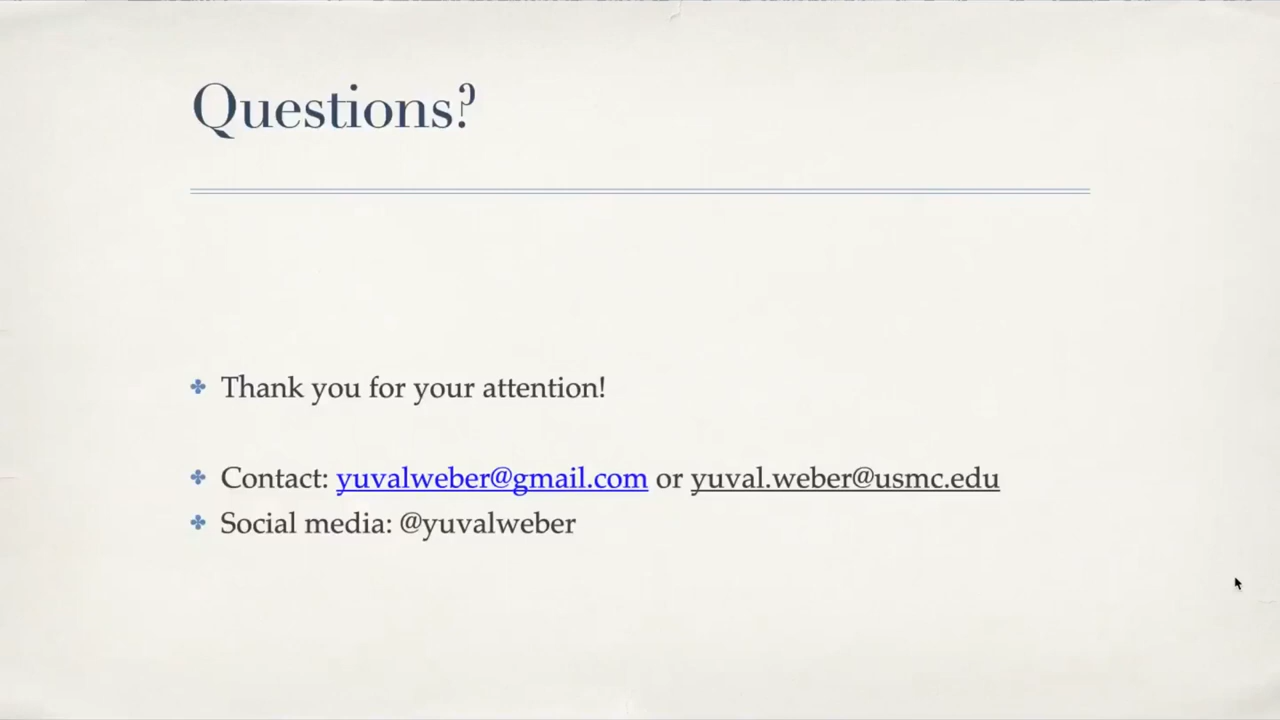 Questions?
Thank you for your attention!
Contact: yuvalweber@gmail.com or yuval.weber@usmc.edu
Social media: @yuvalweber